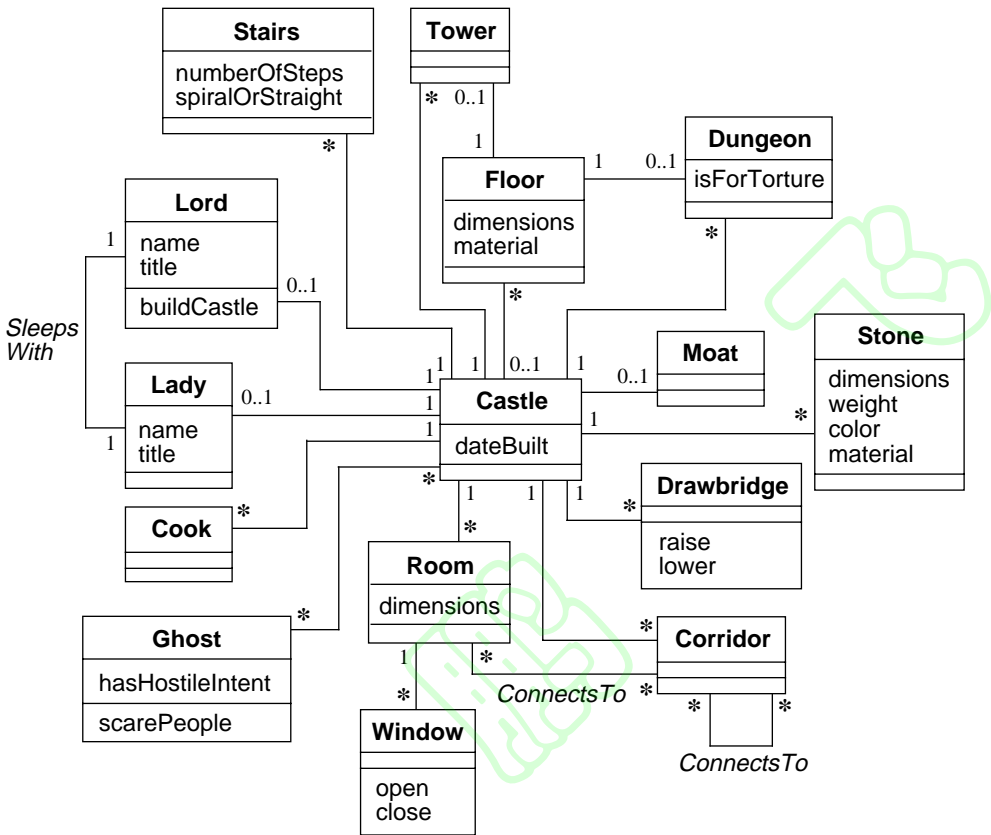 Stairs
numberOfSteps
spiralOrStraight
*
Tower
*
0..1
1
Floor
dimensions
material
*
1
0..1
Dungeon
isForTorture
*
Lord
name
title
buildCastle
1
0..1
Sleeps
With
Lady
name
title
1
0..1
Cook
*
Ghost
hasHostileIntent
scarePeople
*
1
1
0..1
1
1
1
1
*
Castle
dateBuilt
1
1
1
1
Moat
0..1
Stone
dimensions
weight
color
material
*
Drawbridge
raise
lower
*
*
Room
dimensions
1
*
*
Window
open
close
ConnectsTo
*
*
Corridor
*
*
ConnectsTo